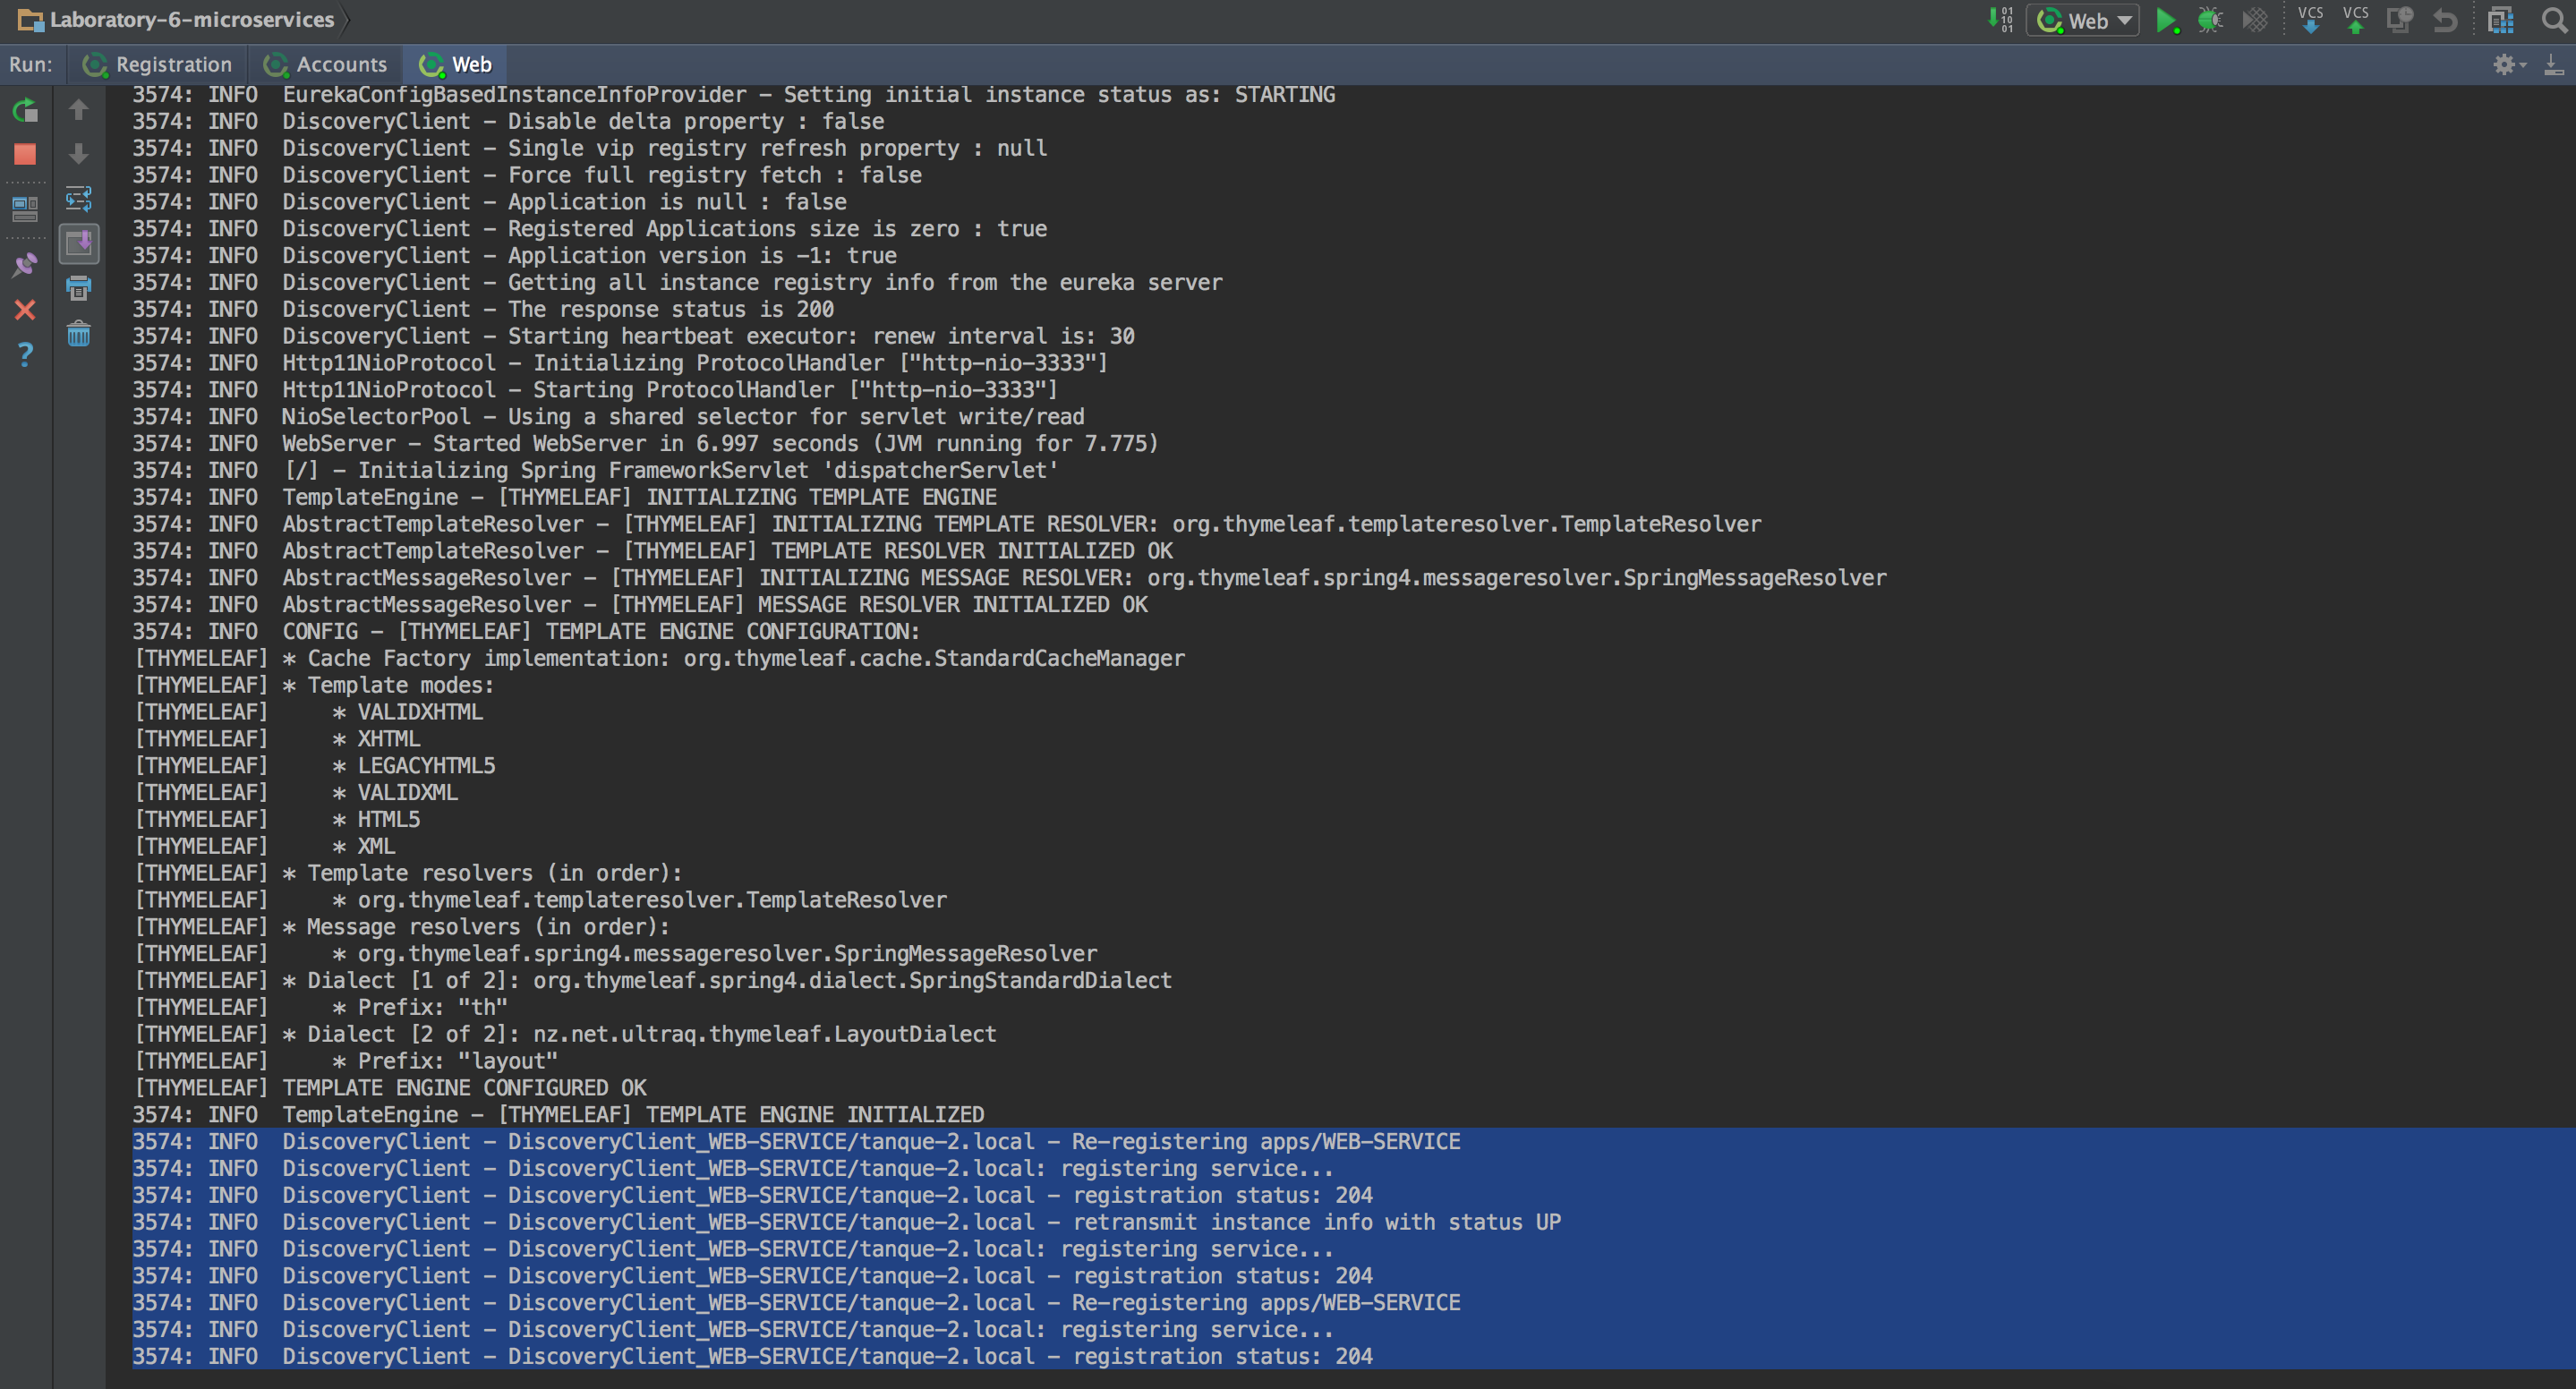 Laboratory-6-microservices
Web
VCS VCS
Run: Registration Accounts Web
3574: INFO  EurekaConfigBasedInstanceInfoProvider – Setting initial instance status as: STARTING
3574: INFO  DiscoveryClient – Disable delta property : false
3574: INFO  DiscoveryClient – Single vip registry refresh property : null
3574: INFO  DiscoveryClient – Force full registry fetch : false
3574: INFO  DiscoveryClient – Application is null : false
3574: INFO  DiscoveryClient – Registered Applications size is zero : true
3574: INFO  DiscoveryClient – Application version is -1: true
3574: INFO  DiscoveryClient – Getting all instance registry info from the eureka server
3574: INFO  DiscoveryClient – The response status is 200
3574: INFO  DiscoveryClient – Starting heartbeat executor: renew interval is: 30
3574: INFO  Http11NioProtocol – Initializing ProtocolHandler ["http-nio-3333"]
3574: INFO  Http11NioProtocol – Starting ProtocolHandler ["http-nio-3333"]
3574: INFO  NioSelectorPool – Using a shared selector for servlet write/read
3574: INFO  WebServer – Started WebServer in 6.997 seconds (JVM running for 7.775)
3574: INFO  [/] – Initializing Spring FrameworkServlet 'dispatcherServlet'
3574: INFO  TemplateEngine – [THYMELEAF] INITIALIZING TEMPLATE ENGINE
3574: INFO  AbstractTemplateResolver – [THYMELEAF] INITIALIZING TEMPLATE RESOLVER: org.thymeleaf.templateresolver.TemplateResolver
3574: INFO  AbstractTemplateResolver – [THYMELEAF] TEMPLATE RESOLVER INITIALIZED OK
3574: INFO  AbstractMessageResolver – [THYMELEAF] INITIALIZING MESSAGE RESOLVER: org.thymeleaf.spring4.messageresolver.SpringMessageResolver
3574: INFO  AbstractMessageResolver – [THYMELEAF] MESSAGE RESOLVER INITIALIZED OK
3574: INFO  CONFIG – [THYMELEAF] TEMPLATE ENGINE CONFIGURATION:
[THYMELEAF] * Cache Factory implementation: org.thymeleaf.cache.StandardCacheManager
[THYMELEAF] * Template modes:
[THYMELEAF]     * VALIDXHTML
[THYMELEAF]     * XHTML
[THYMELEAF]     * LEGACYHTML5
[THYMELEAF]     * VALIDXML
[THYMELEAF]     * HTML5
[THYMELEAF]     * XML
[THYMELEAF] * Template resolvers (in order):
[THYMELEAF]     * org.thymeleaf.templateresolver.TemplateResolver
[THYMELEAF] * Message resolvers (in order):
[THYMELEAF]     * org.thymeleaf.spring4.messageresolver.SpringMessageResolver
[THYMELEAF] * Dialect [1 of 2]: org.thymeleaf.spring4.dialect.SpringStandardDialect
[THYMELEAF]     * Prefix: "th"
[THYMELEAF] * Dialect [2 of 2]: nz.net.ultraq.thymeleaf.LayoutDialect
[THYMELEAF]     * Prefix: "layout"
[THYMELEAF] TEMPLATE ENGINE CONFIGURED OK
3574: INFO  TemplateEngine – [THYMELEAF] TEMPLATE ENGINE INITIALIZED
3574: INFO  DiscoveryClient – DiscoveryClient_WEB-SERVICE/tanque-2.local – Re-registering apps/WEB-SERVICE
3574: INFO  DiscoveryClient – DiscoveryClient_WEB-SERVICE/tanque-2.local: registering service...
3574: INFO  DiscoveryClient – DiscoveryClient_WEB-SERVICE/tanque-2.local – registration status: 204
3574: INFO  DiscoveryClient – DiscoveryClient_WEB-SERVICE/tanque-2.local – retransmit instance info with status UP
3574: INFO  DiscoveryClient – DiscoveryClient_WEB-SERVICE/tanque-2.local: registering service...
3574: INFO  DiscoveryClient – DiscoveryClient_WEB-SERVICE/tanque-2.local – registration status: 204
3574: INFO  DiscoveryClient – DiscoveryClient_WEB-SERVICE/tanque-2.local – Re-registering apps/WEB-SERVICE
3574: INFO  DiscoveryClient – DiscoveryClient_WEB-SERVICE/tanque-2.local: registering service...
3574: INFO  DiscoveryClient – DiscoveryClient_WEB-SERVICE/tanque-2.local – registration status: 204